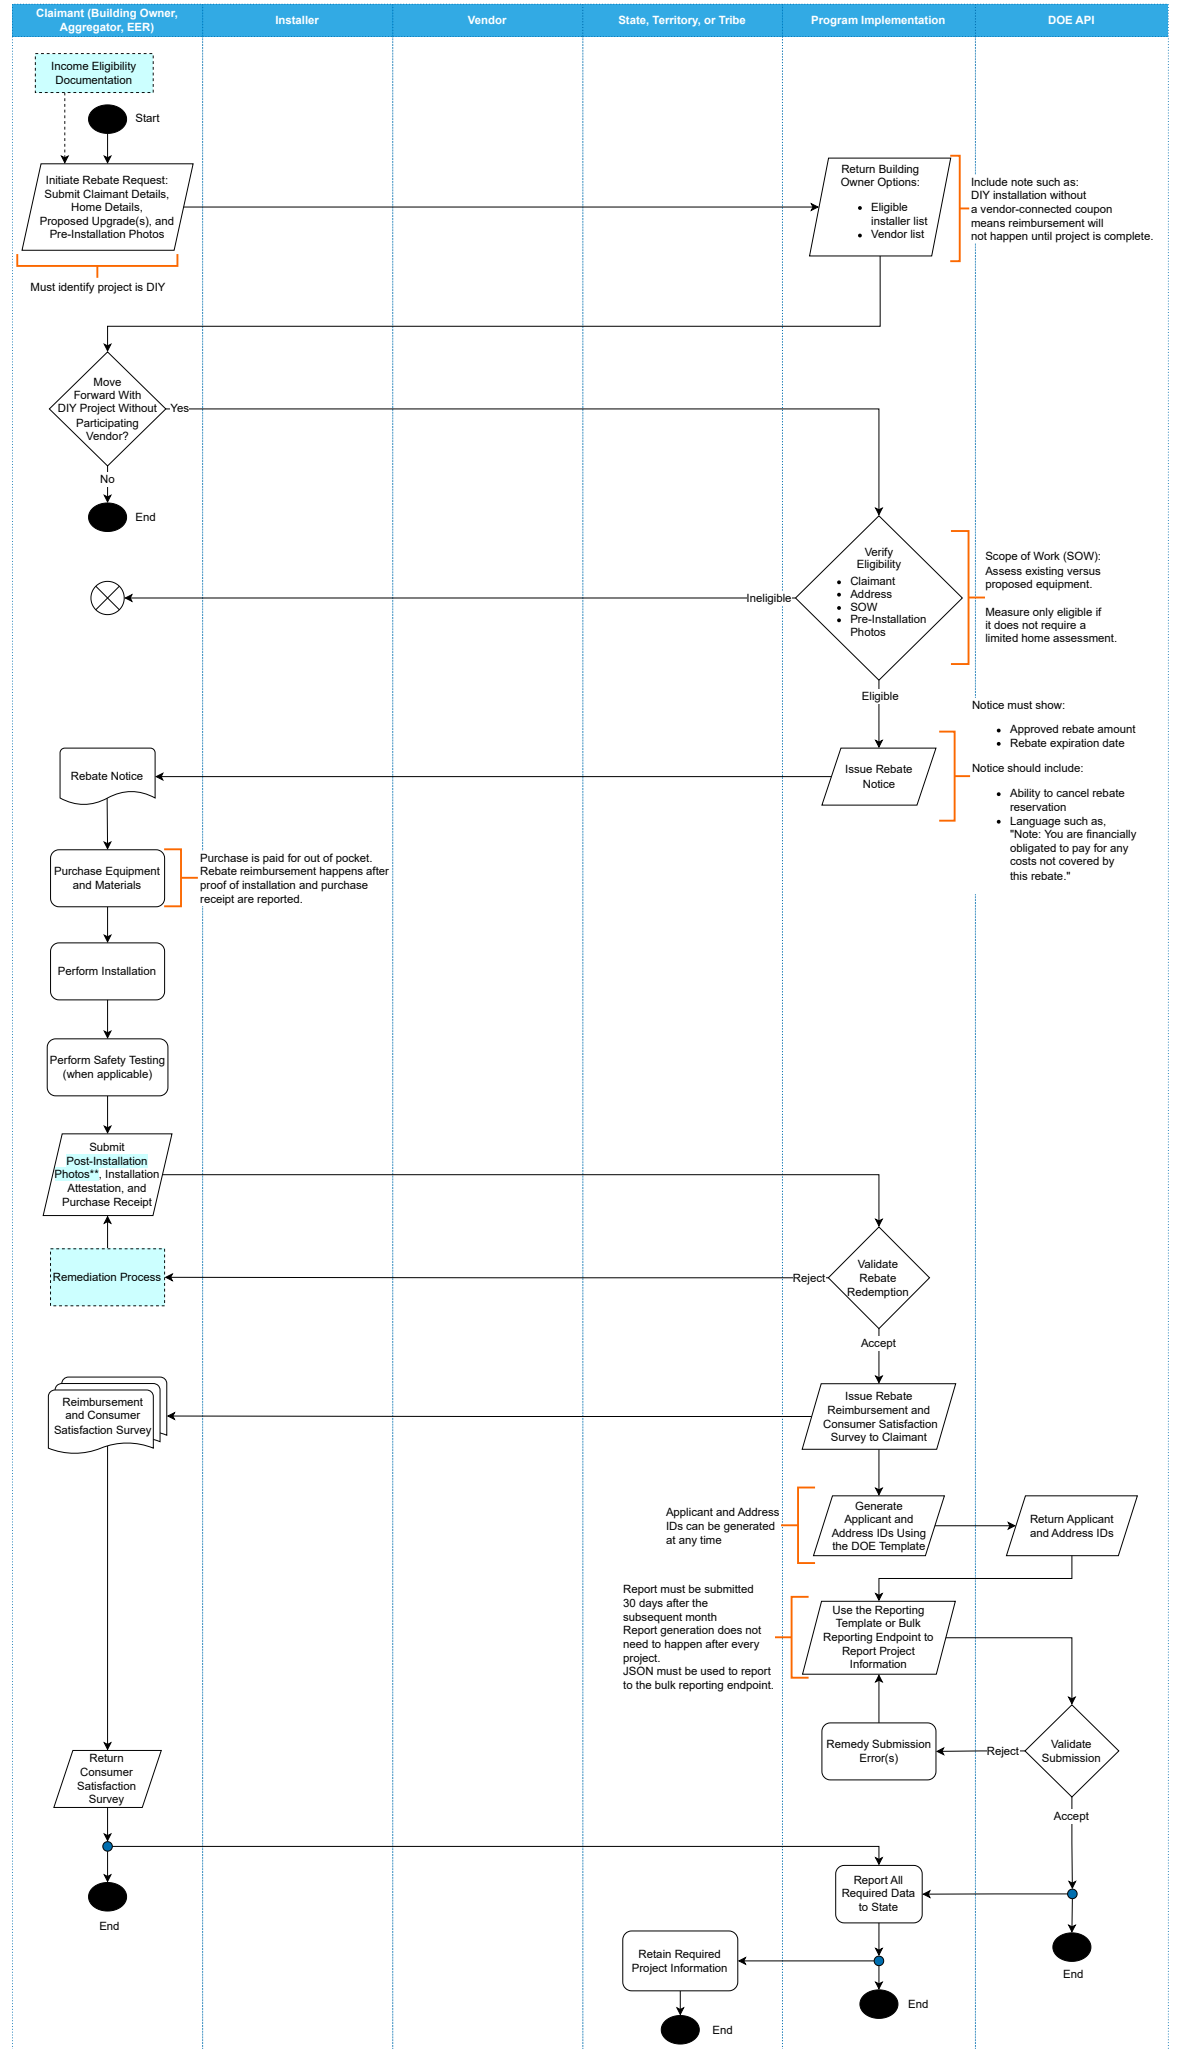 Claimant (Building Owner,
Aggregator, EER)
Installer
Vendor
State, Territory, or Tribe
Program Implementation
DOE API
Income Eligibility
Documentation
Start
Initiate Rebate Request:
Submit Claimant Details,
Home Details,
Proposed Upgrade(s), and
Pre-Installation Photos
Must identify project is DIY
Return Building
Owner Options:
• Eligible
installer list
• Vendor list
Include note such as:
DIY installation without
a vendor-connected coupon
means reimbursement will
not happen until project is complete.
Move
Forward With
DIY Project Without
Participating
Vendor?
Yes
No
End
Verify
Eligibility
• Claimant
• Address
• SOW
• Pre-Installation
Photos
Ineligible
Eligible
Scope of Work (SOW):
Assess existing versus
proposed equipment.
Measure only eligible if
it does not require a
limited home assessment.
Issue Rebate
Notice
Notice must show:
• Approved rebate amount
• Rebate expiration date
Notice should include:
• Ability to cancel rebate
reservation
• Language such as,
"Note: You are financially
obligated to pay for any
costs not covered by
this rebate."
Rebate Notice
Purchase Equipment
and Materials
Purchase is paid for out of pocket.
Rebate reimbursement happens after
proof of installation and purchase
receipt are reported.
Perform Installation
Perform Safety Testing
(when applicable)
Submit
Post-Installation
Photos**, Installation
Attestation, and
Purchase Receipt
Remediation Process
Validate
Rebate
Redemption
Reject
Accept
Issue Rebate
Reimbursement and
Consumer Satisfaction
Survey to Claimant
Reimbursement
and Consumer
Satisfaction Survey
Applicant and Address
IDs can be generated
at any time
Generate
Applicant and
Address IDs Using
the DOE Template
Return Applicant
and Address IDs
Report must be submitted
30 days after the
subsequent month
Report generation does not
need to happen after every
project.
JSON must be used to report
to the bulk reporting endpoint.
Use the Reporting
Template or Bulk
Reporting Endpoint to
Report Project
Information
Validate
Submission
Reject
Remedy Submission
Error(s)
Accept
Return
Consumer
Satisfaction
Survey
End
Report All
Required Data
to State
End
Retain Required
Project Information
End
End